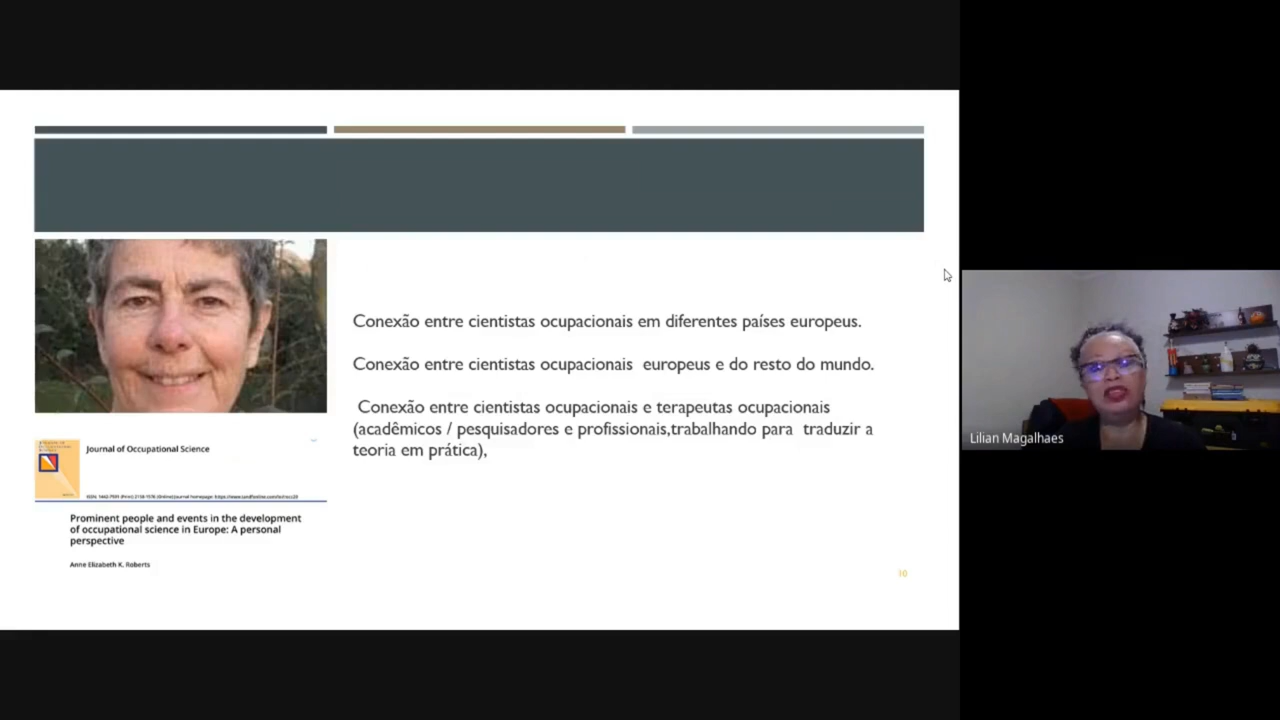 Conexão entre cientistas ocupacionais em diferentes países europeus.
Conexão entre cientistas ocupacionais  europeus e do resto do mundo.
Conexão entre cientistas ocupacionais e terapeutas ocupacionais
(acadêmicos / pesquisadores e profissionais,trabalhando para  traduzir a
teoria em prática),
Journal of Occupational Science
Prominent people and events in the development
of occupational science in Europe: A personal
perspective
Anne Elizabeth K. Roberts
10
Lilian Magalhaes